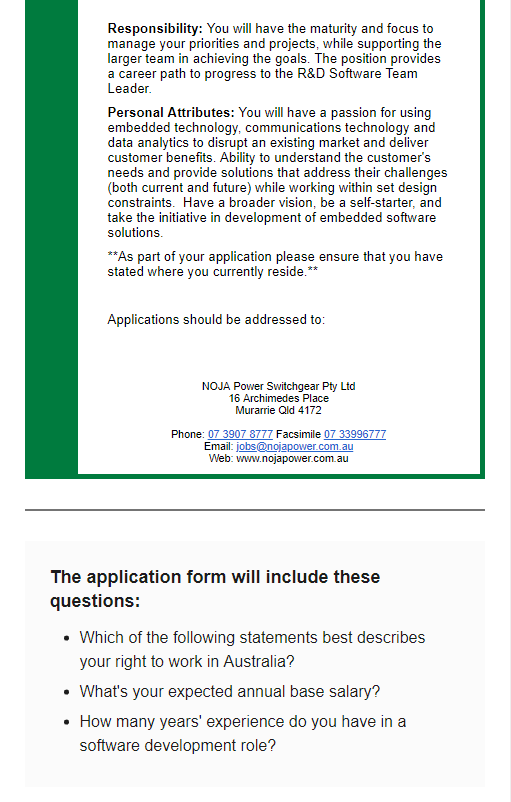 Responsibility: You will have the maturity and focus to
manage your priorities and projects, while supporting the
larger team in achieving the goals. The position provides
a career path to progress to the R&D Software Team
Leader.
Personal Attributes: You will have a passion for using
embedded technology, communications technology and
data analytics to disrupt an existing market and deliver
customer benefits. Ability to understand the customer's
needs and provide solutions that address their challenges
(both current and future) while working within set design
constraints.  Have a broader vision, be a self-starter, and
take the initiative in development of embedded software
solutions.
**As part of your application please ensure that you have
stated where you currently reside.**
Applications should be addressed to:
NOJA Power Switchgear Pty Ltd
16 Archimedes Place
Murarrie Qld 4172
Phone: 07 3907 8777 Facsimile 07 33996777
Email: jobs@nojapower.com.au
Web: www.nojapower.com.au
The application form will include these
questions:
• Which of the following statements best describes
your right to work in Australia?
• What's your expected annual base salary?
• How many years' experience do you have in a
software development role?